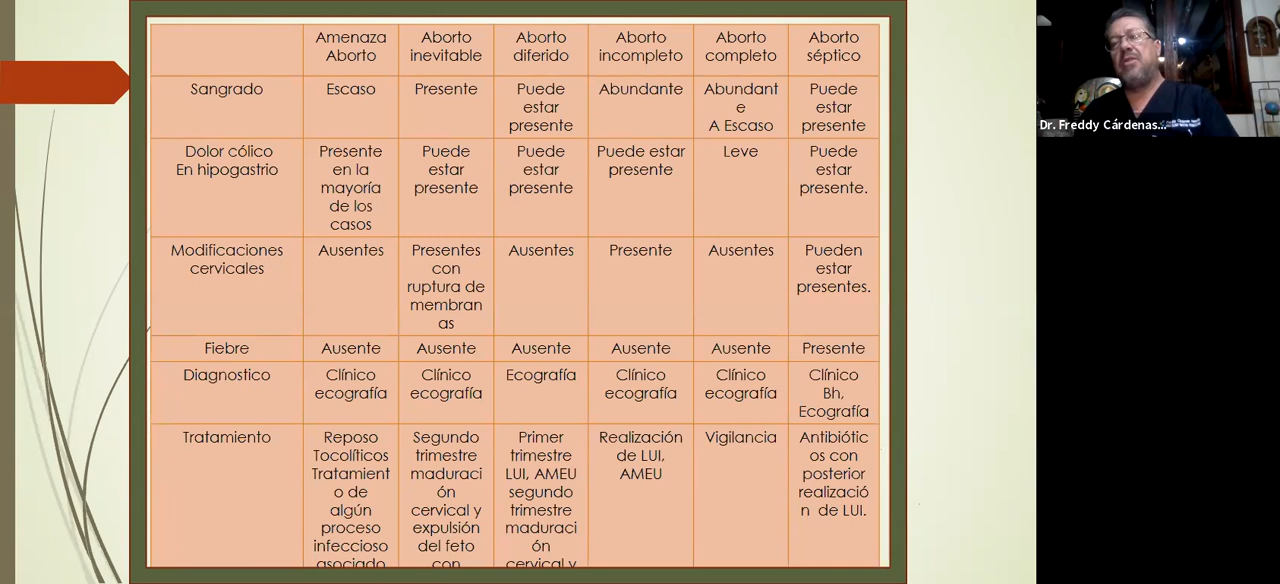 Amenaza Aborto
Aborto inevitable
Aborto diferido
Aborto incompleto
Aborto completo
Aborto séptico
Sangrado
Escaso
Presente
Puede estar presente
Abundante
Abundant
e
A Escaso
Puede estar presente
Dolor cólico
En hipogastrio
Presente en la mayoría de los casos
Puede estar presente
Puede estar presente
Puede estar presente
Leve
Puede estar presente.
Modificaciones cervicales
Ausentes
Presentes con ruptura de membran
as
Ausentes
Presente
Ausentes
Pueden estar presentes.
Fiebre
Ausente
Ausente
Ausente
Ausente
Ausente
Presente
Diagnostico
Clínico ecografía
Clínico ecografía
Ecografía
Clínico ecografía
Clínico ecografía
Clínico Bh, Ecografía
Tratamiento
Reposo
Tocolíticos
Tratamient
o de
algún
proceso
infeccioso
asociado
Segundo
trimestre
maduraci
ón
cervical y
expulsión
del feto
con
Primer
trimestre
LUI, AMEU
segundo
trimestre
maduraci
ón
cervical y
Realización
de LUI,
AMEU
Vigilancia
Antibiótic
os con
posterior
realizació
n de LUI.
Dr. Freddy Cárdenas...